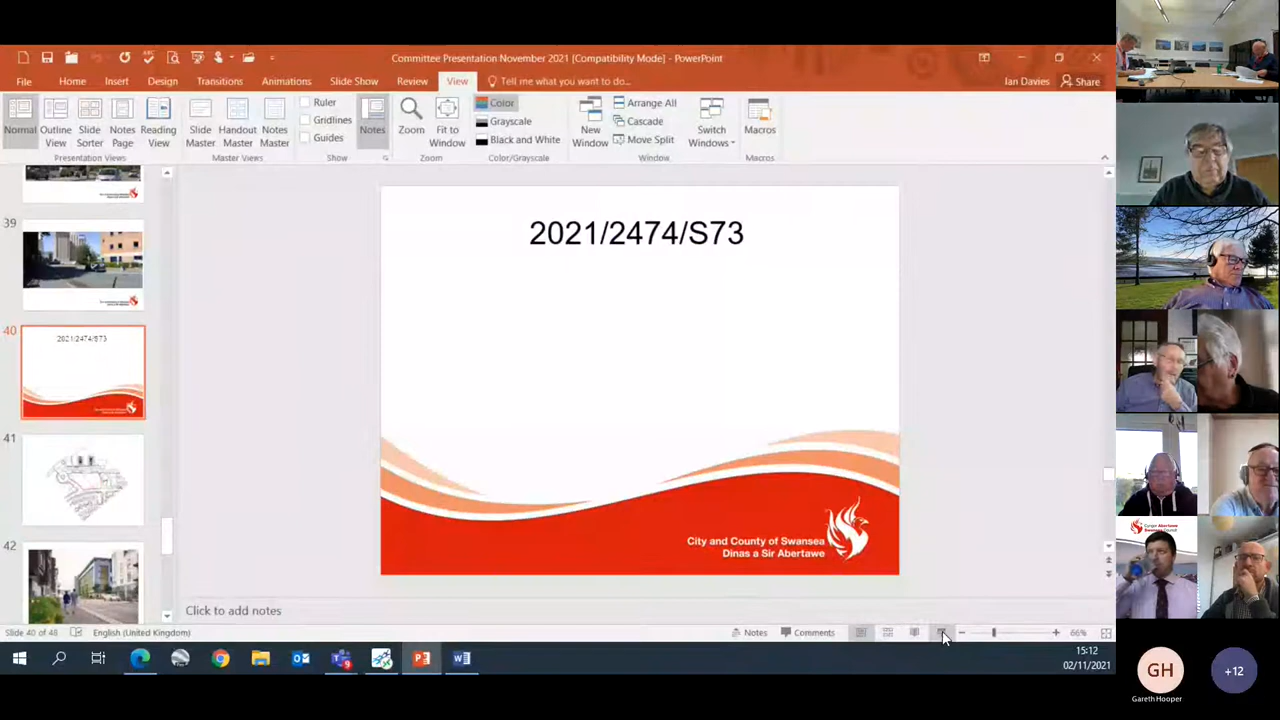 Committee Presentation November 2021 [Compatibility Mode] - PowerPoint
File Home Insert Design Transitions Slide Show Animations Review View Tell me what you want to do... Ian Davies Share
Normal Outline View Slide Sorter Notes Page Reading View
Presentation Views
Slide Master Handout Master Notes Master
Master Views
Ruler
Gridlines
Guides
Show
Notes
Zoom Fit to Window
Zoom
Color
Grayscale
Black and White
Color/Grayscale
New Window
Arrange All
Cascade
Move Split
Switch Windows
Window
Macros
Macros
39
40
2021/2474/S73
41
42
2021/2474/S73
City and County of Swansea
Dinas a Sir Abertawe
Click to add notes
Slide 40 of 48 English (United Kingdom) Notes Comments 66%
15:12
02/11/2021
GH
Gareth Hooper
+12